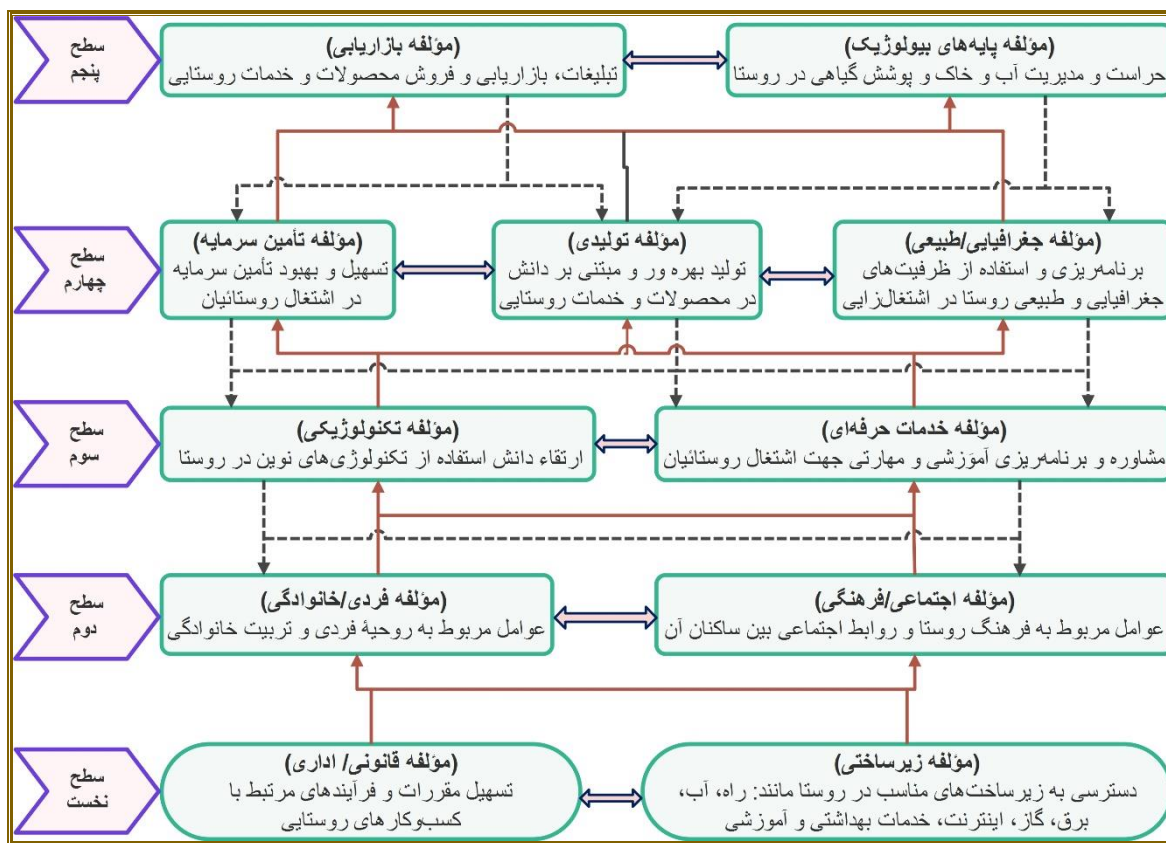 سطح
پنجم
(مؤلفه پایه‌های بیولوژیک)
حراست و مدیریت آب و خاک و پوشش گیاهی در روستا
(مؤلفه بازاریابی)
تبلیغات، بازاریابی و فروش محصولات و خدمات روستایی
سطح
چهارم
(مؤلفه جغرافیایی/طبیعی)
برنامه‌ریزی و استفاده از ظرفیت‌های
جغرافیایی و طبیعی روستا در اشتغال‌زایی
(مؤلفه تولیدی)
تولید بهره ور و مبتنی بر دانش
در محصولات و خدمات روستایی
(مؤلفه تأمین سرمایه)
تسهیل و بهبود تأمین سرمایه
در اشتغال روستائیان
سطح
سوم
(مؤلفه خدمات حرفه‌ای)
مشاوره و برنامه‌ریزی آموزشی و مهارتی جهت اشتغال روستائیان
(مؤلفه تکنولوژیکی)
ارتقاء دانش استفاده از تکنولوژی‌های نوین در روستا
سطح
دوم
(مؤلفه اجتماعی/فرهنگی)
عوامل مربوط به فرهنگ روستا و روابط اجتماعی بین ساکنان آن
(مؤلفه فردی/خانوادگی)
عوامل مربوط به روحیهٔ فردی و تربیت خانوادگی
سطح
نخست
(مؤلفه زیرساختی)
دسترسی به زیرساخت‌های مناسب در روستا مانند: راه، آب،
برق، گاز، اینترنت، خدمات بهداشتی و آموزشی
(مؤلفه قانونی/ اداری)
تسهیل مقررات و فرآیندهای مرتبط با
کسب‌وکارهای روستایی